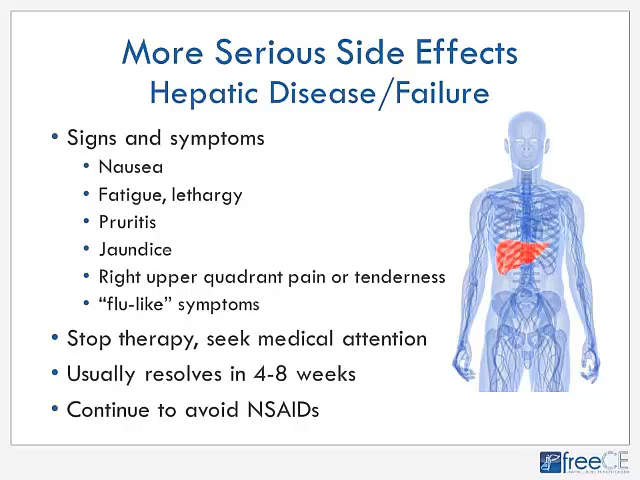 More Serious Side Effects
Hepatic Disease/Failure
• Signs and symptoms
• Nausea
• Fatigue, lethargy
• Pruritis
• Jaundice
• Right upper quadrant pain or tenderness
• “flu-like” symptoms
• Stop therapy, seek medical attention
• Usually resolves in 4-8 weeks
• Continue to avoid NSAIDs
freeCE